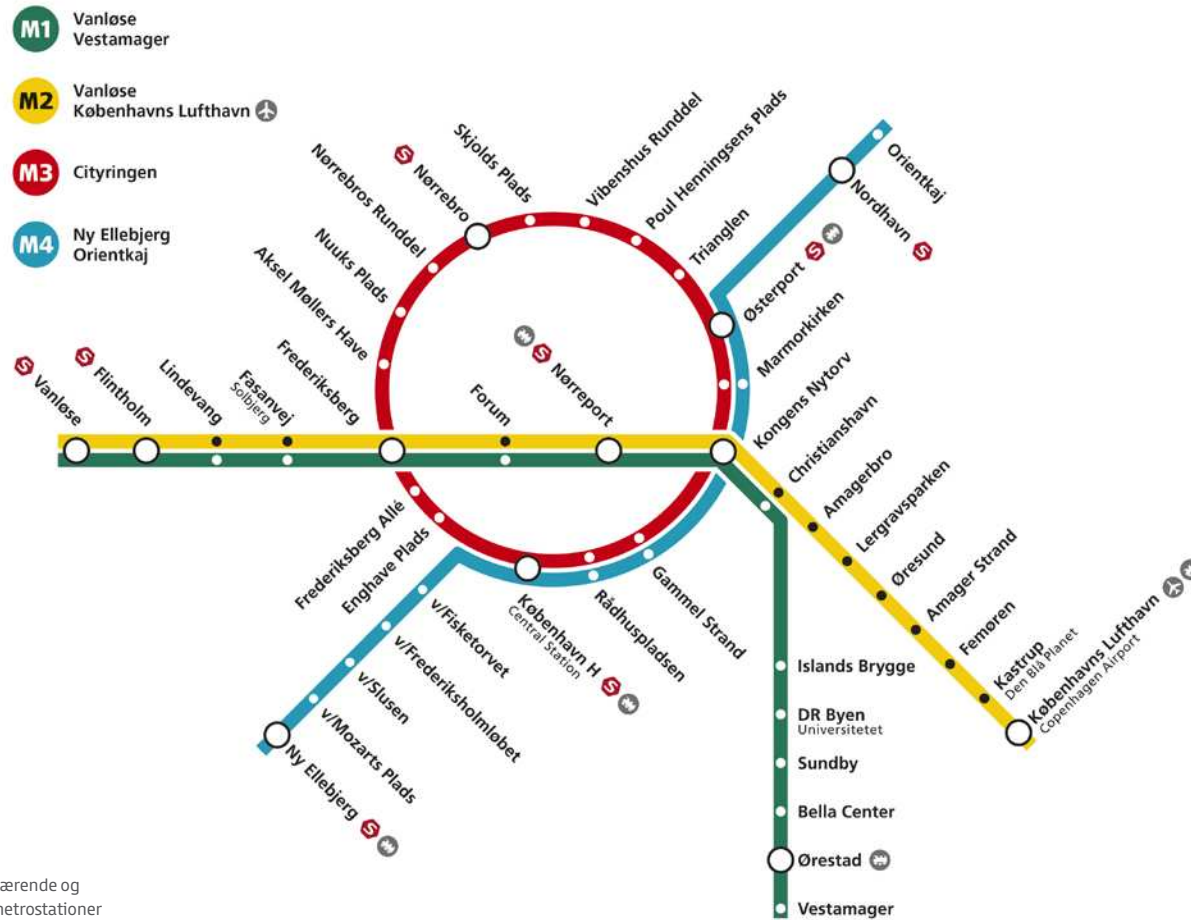 M1
Vanløse
Vestamager
M2
Vanløse
Københavns Lufthavn
M3
Cityringen
M4
Ny Ellebjerg
Orientkaj
S
Vanløse
S
Flintholm
Lindevang
Fasanvej
Solbjerg
Frederiksberg
Aksel Møllers Have
Nuuks Plads
Nørrebros Runddel
S
Nørrebro
Skjolds Plads
Vibenshus Runddel
Poul Henningsens Plads
Trianglen
Østerport
S
Nordhavn
S
Orientkaj
Marmorkirken
Forum
S
Nørreport
Kongens Nytorv
Christianshavn
Amagerbro
Lergravsparken
Øresund
Amager Strand
Femøren
Kastrup
Den Blå Planet
Københavns Lufthavn
Copenhagen Airport
Frederiksberg Allé
Enghave Plads
København H
Central Station
S
Rådhuspladsen
Gammel Strand
v/Fisketorvet
v/Frederiksholmløbet
v/Slusen
v/Mozarts Plads
Ny Ellebjerg
S
Islands Brygge
DR Byen
Universitetet
Sundby
Bella Center
Ørestad
Vestamager
ærende og
netrostationer